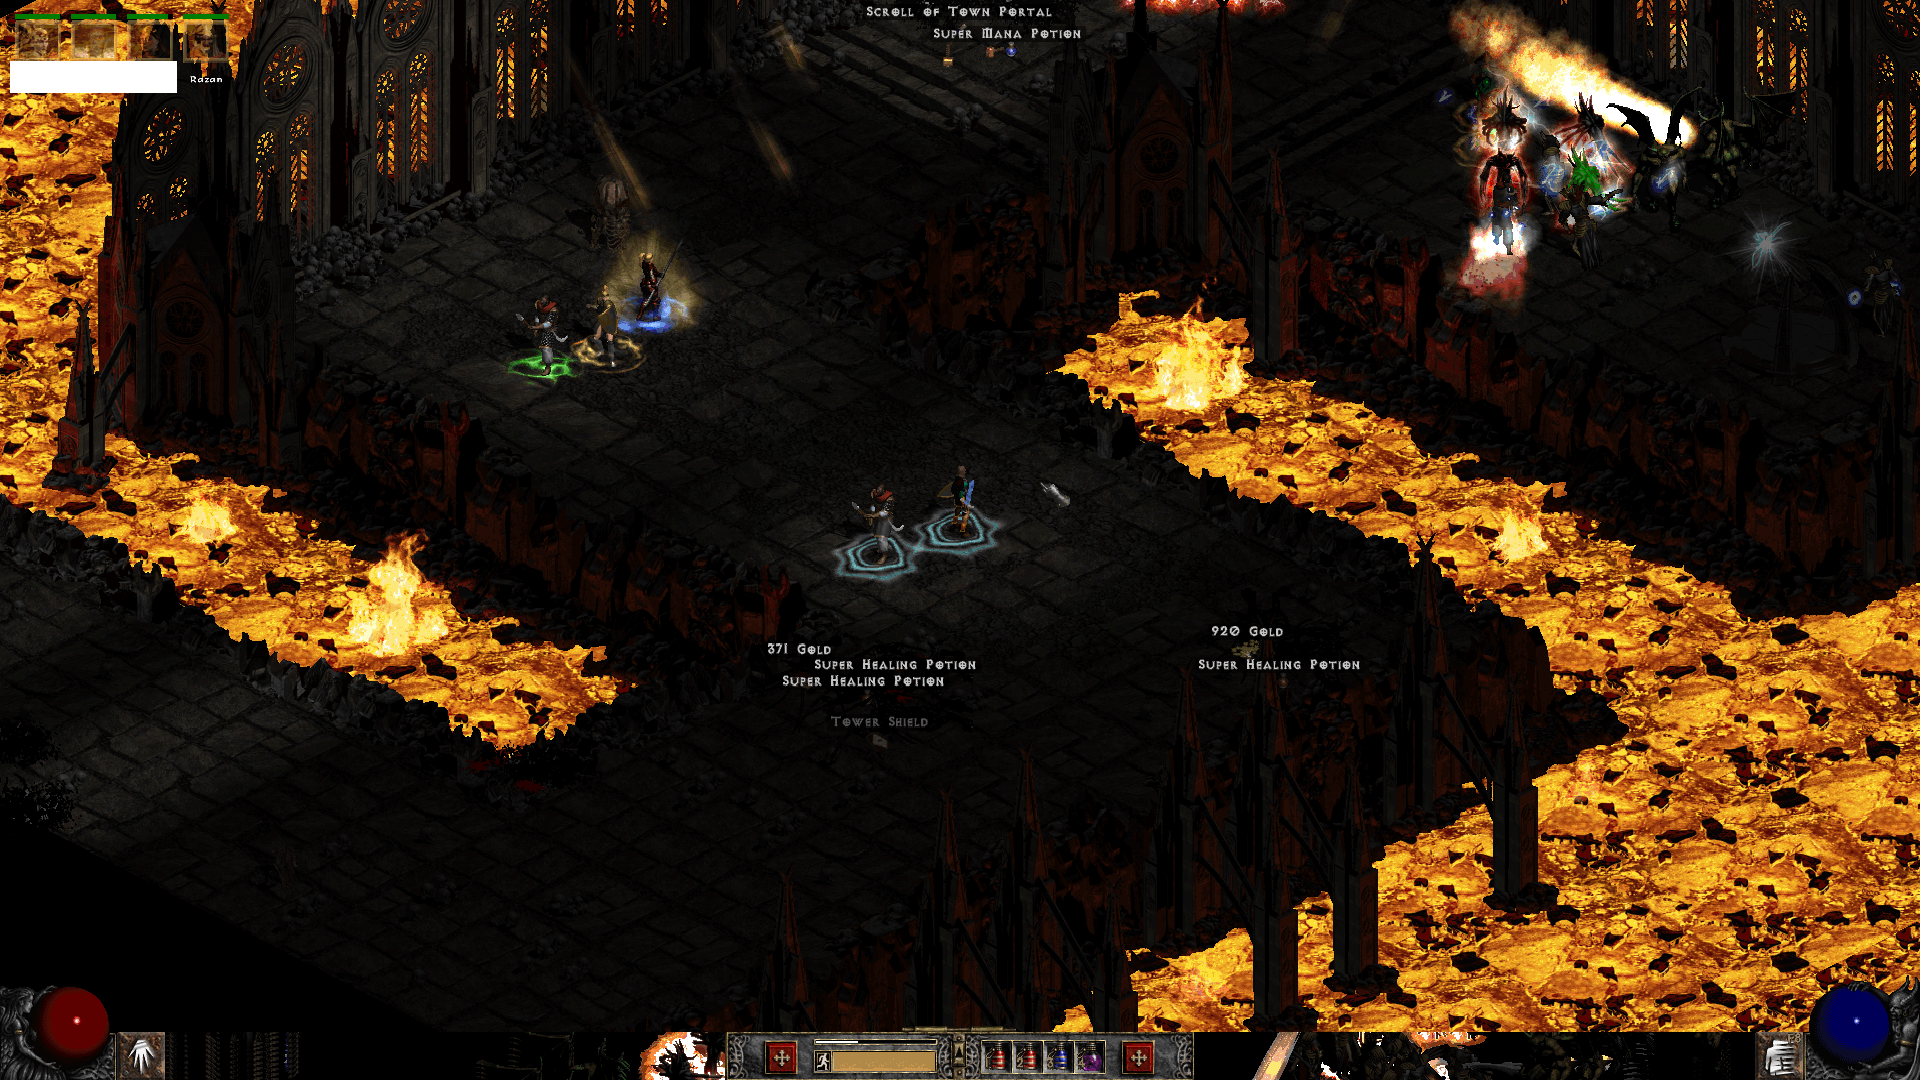 Scroll of Town Portal
Super Mana Potion
Razan
920 Gold
371 Gold
Super Healing Potion
Super Healing Potion
Super Healing Potion
Tower Shield
F8